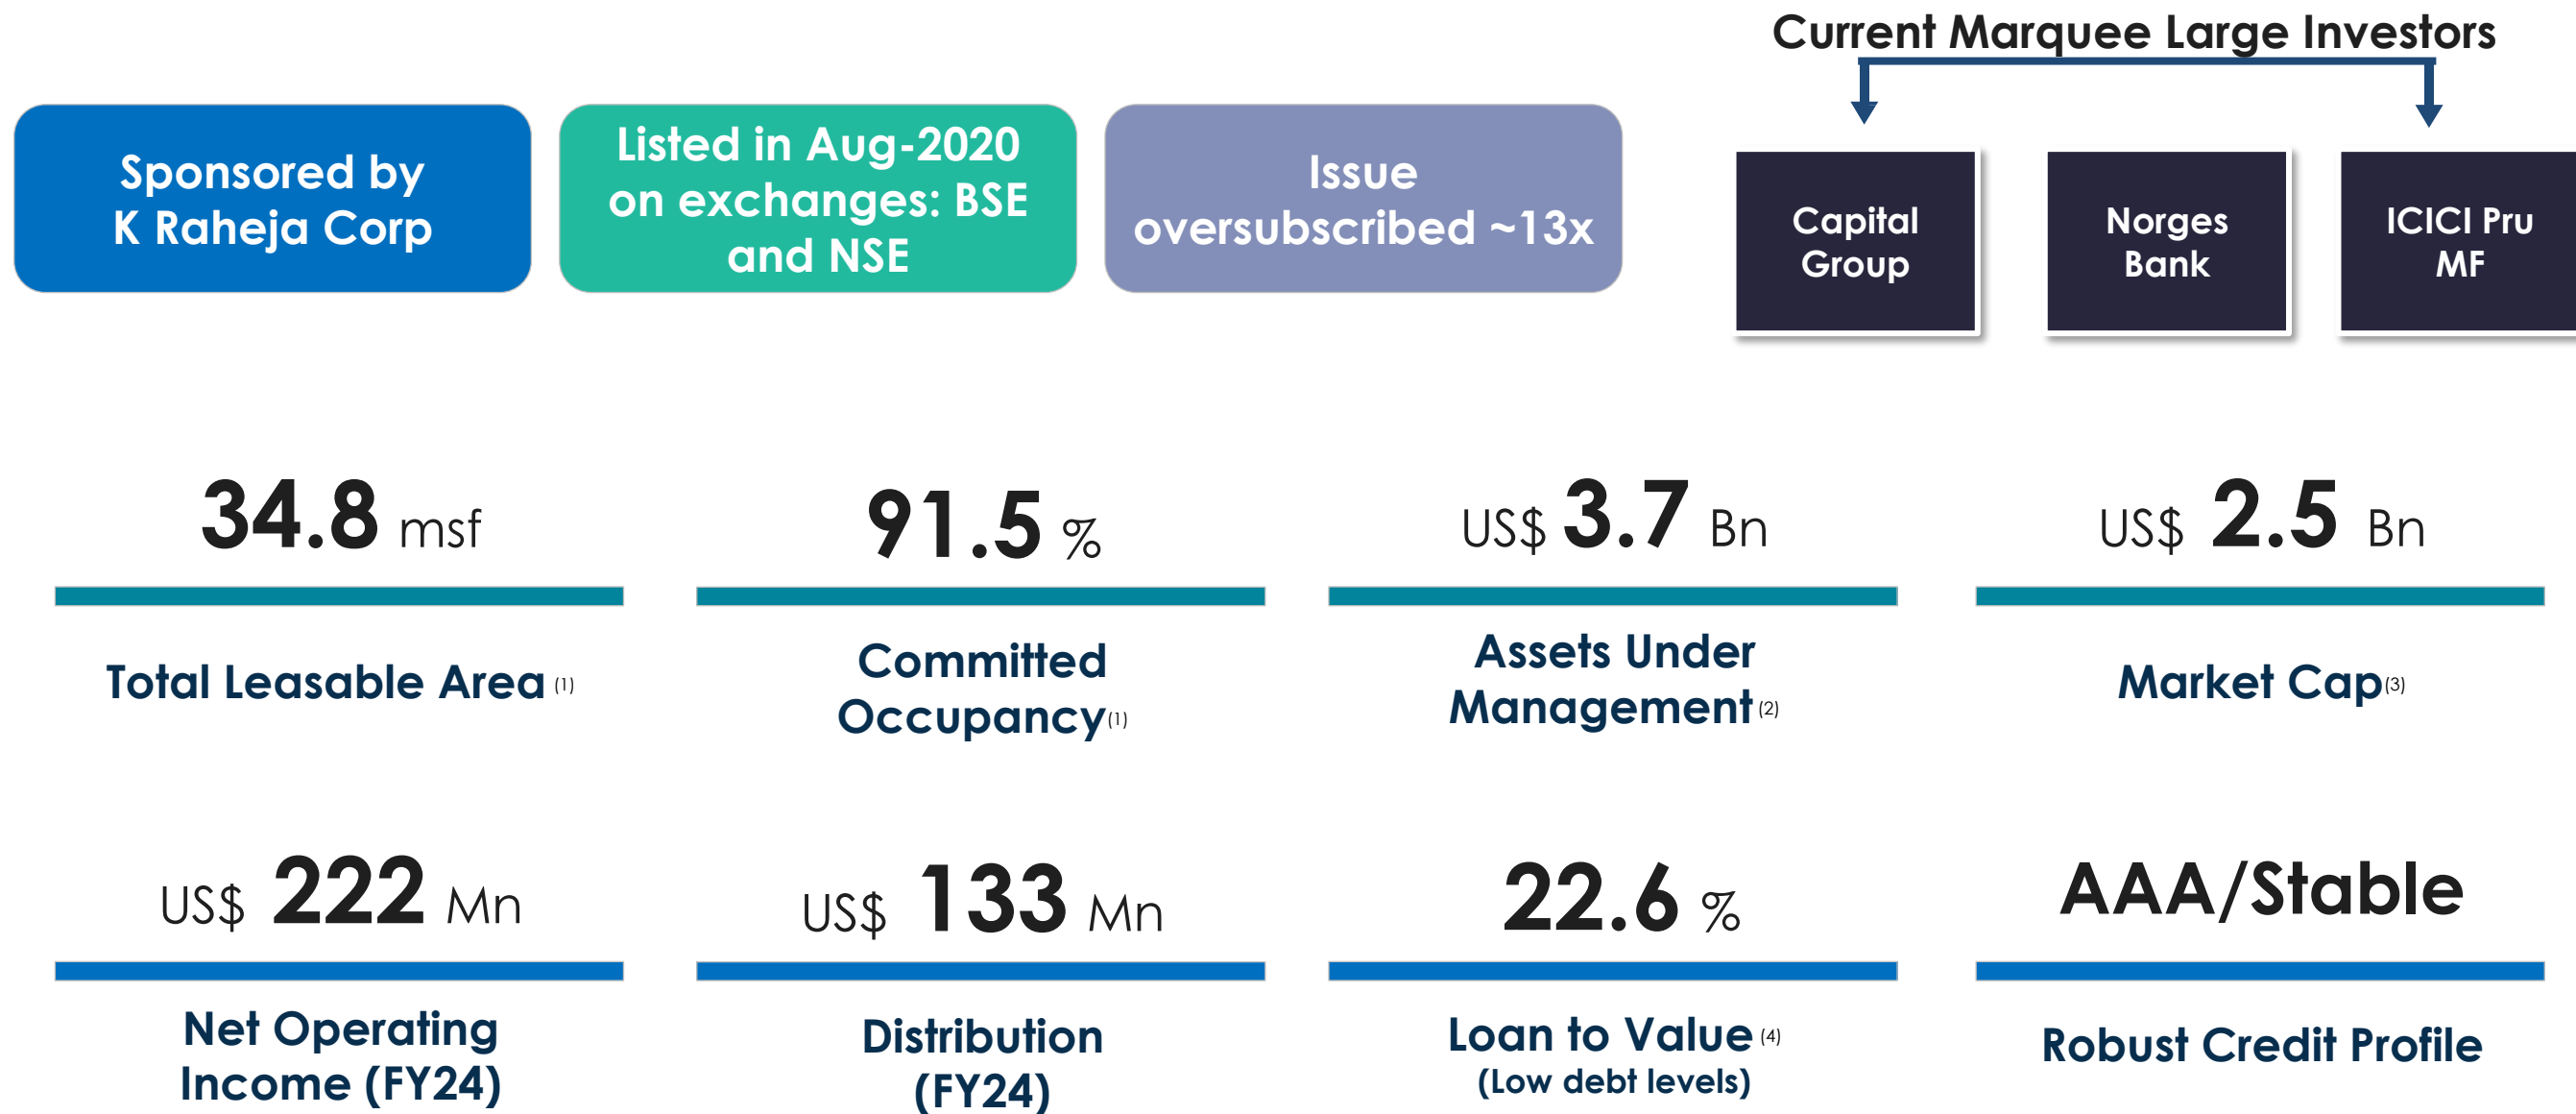 Current Marquee Large Investors
Sponsored by
K Raheja Corp
Listed in Aug-2020
on exchanges: BSE
and NSE
Issue
oversubscribed ~13x
Capital
Group
Norges
Bank
ICICI Pru
MF
34.8 msf
Total Leasable Area (1)
91.5 %
Committed
Occupancy(1)
US$ 3.7 Bn
Assets Under
Management (2)
US$ 2.5 Bn
Market Cap(3)
US$ 222 Mn
Net Operating
Income (FY24)
US$ 133 Mn
Distribution
(FY24)
22.6 %
Loan to Value (4)
(Low debt levels)
AAA/Stable
Robust Credit Profile